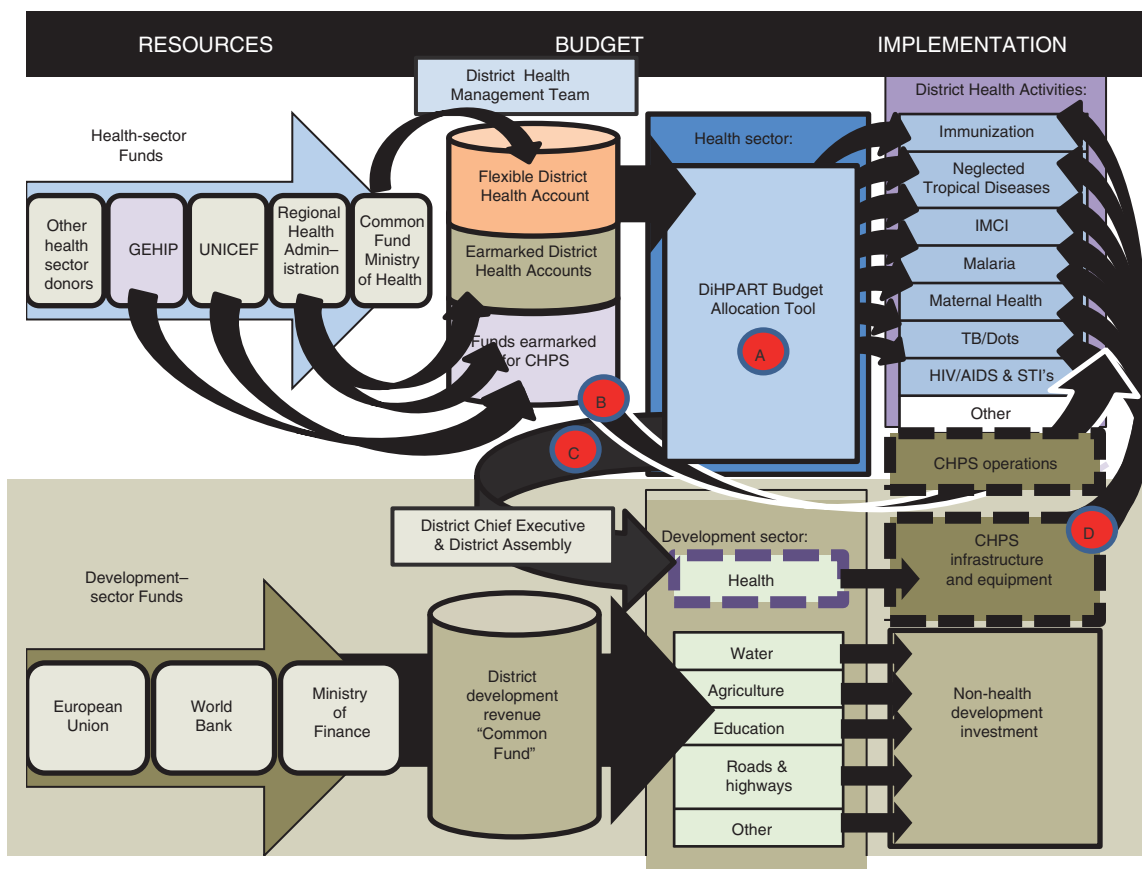 RESOURCES
BUDGET
IMPLEMENTATION
District Health
Management Team
District Health Activities:
Health-sector
Funds
Other
health
sector
donors
GEHIP
UNICEF
Regional
Health
Admin–
istration
Common
Fund
Ministry
of Health
Flexible District
Health Account
Earmarked District
Health Accounts
Funds earmarked
for CHPS
Health sector:
DiHPART Budget
Allocation Tool
A
B
C
D
Immunization
Neglected
Tropical Diseases
IMCI
Malaria
Maternal Health
TB/Dots
HIV/AIDS & STI's
Other
CHPS operations
CHPS
infrastructure
and equipment
District Chief Executive
& District Assembly
Development sector:
Health
Development–
sector Funds
European
Union
World
Bank
Ministry
of
Finance
District
development
revenue
“Common
Fund”
Water
Agriculture
Education
Roads &
highways
Other
Non-health
development
investment